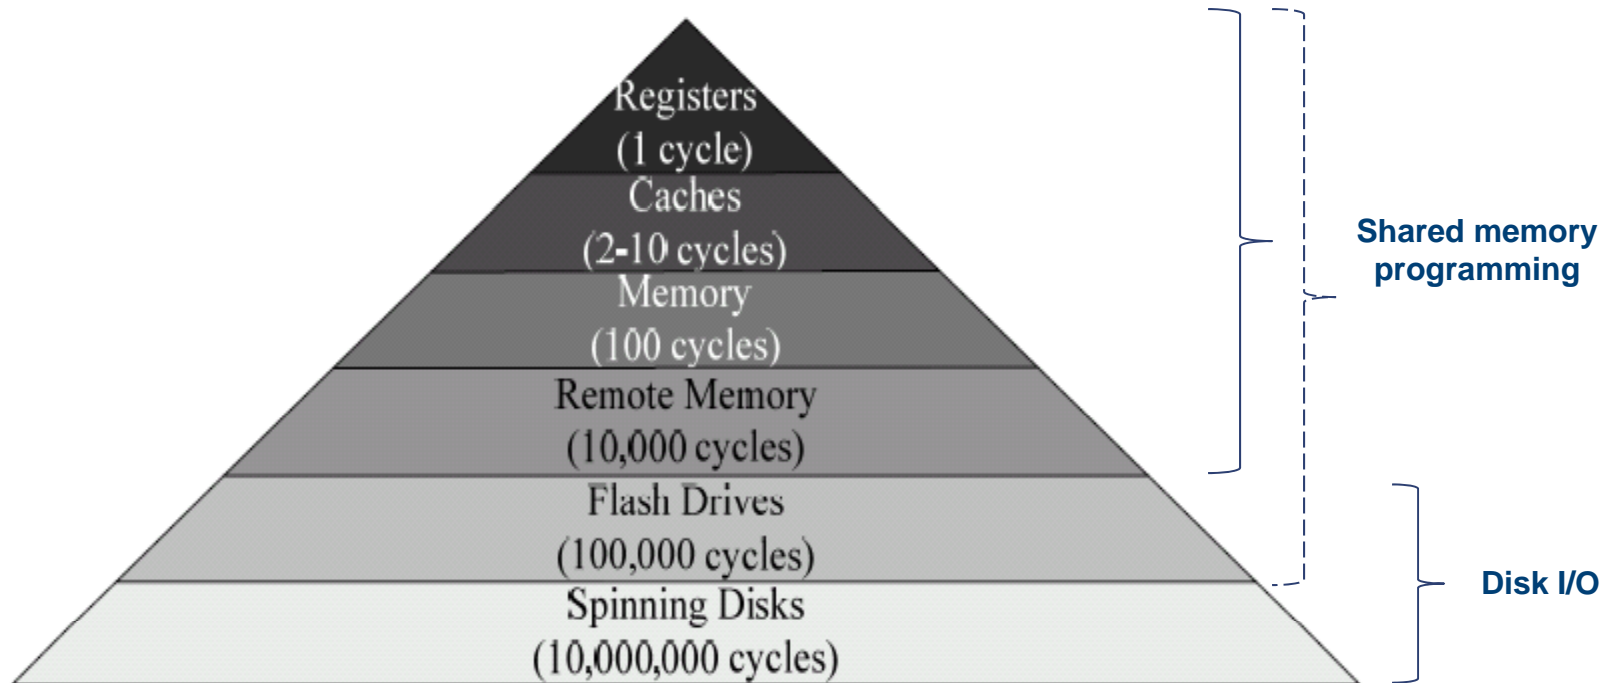 Registers
(1 cycle)
Caches
(2-10 cycles)
Memory
(100 cycles)
Remote Memory
(10,000 cycles)
Flash Drives
(100,000 cycles)
Spinning Disks
(10,000,000 cycles)
Shared memory
programming
Disk I/O